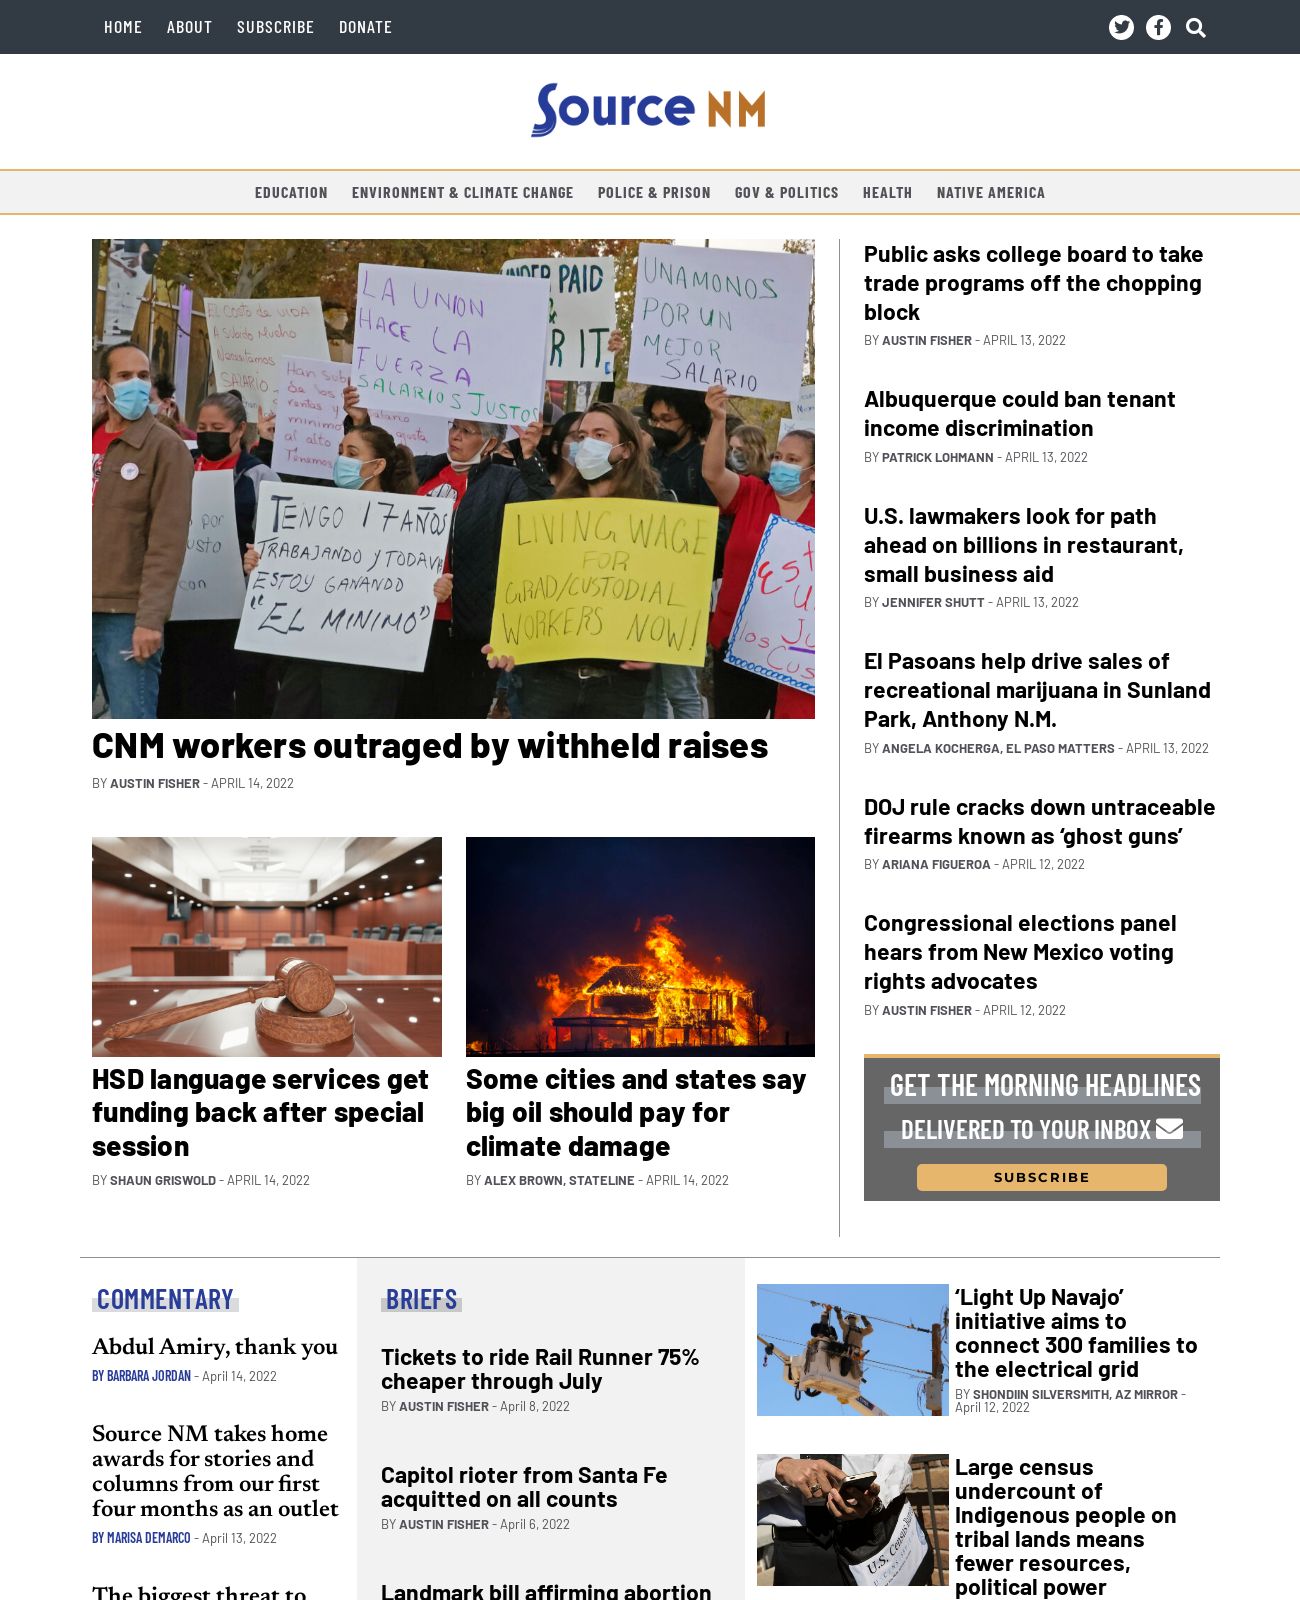 HOME ABOUT SUBSCRIBE DONATE
Source NM
EDUCATION ENVIRONMENT & CLIMATE CHANGE POLICE & PRISON GOV & POLITICS HEALTH NATIVE AMERICA
EL COSTO de VIDA
A Subido Mucho
Necesitamos
SALARIO
Han sub
de los
rentas y
minimo
al alto
Tenemos
LA UNION
HACE LA
FUERZA
SALARIOS JUSTOS
UNDER PAID
R IT.
UNAMONOS
POR UN
MEJOR
SALARIO
por
usto
con
TENGO 17 AÑOS
TRABAJANDO Y TODAVIA
ESTOY GANANDO
"EL MINIMO"
LIVING WAGE
FOR
GRAD/CUSTODIAL
WORKERS NOW!
CNM workers outraged by withheld raises
BY AUSTIN FISHER - APRIL 14, 2022
HSD language services get
funding back after special
session
BY SHAUN GRISWOLD - APRIL 14, 2022
Some cities and states say
big oil should pay for
climate damage
BY ALEX BROWN, STATELINE - APRIL 14, 2022
Public asks college board to take
trade programs off the chopping
block
BY AUSTIN FISHER - APRIL 13, 2022
Albuquerque could ban tenant
income discrimination
BY PATRICK LOHMANN - APRIL 13, 2022
U.S. lawmakers look for path
ahead on billions in restaurant,
small business aid
BY JENNIFER SHUTT - APRIL 13, 2022
El Pasoans help drive sales of
recreational marijuana in Sunland
Park, Anthony N.M.
BY ANGELA KOCHERGA, EL PASO MATTERS - APRIL 13, 2022
DOJ rule cracks down untraceable
firearms known as ‘ghost guns’
BY ARIANA FIGUEROA - APRIL 12, 2022
Congressional elections panel
hears from New Mexico voting
rights advocates
BY AUSTIN FISHER - APRIL 12, 2022
GET THE MORNING HEADLINES
DELIVERED TO YOUR INBOX
SUBSCRIBE
COMMENTARY
Abdul Amiry, thank you
BY BARBARA JORDAN - April 14, 2022
Source NM takes home
awards for stories and
columns from our first
four months as an outlet
BY MARISA DEMARCO - April 13, 2022
The biggest threat to
BRIEFS
Tickets to ride Rail Runner 75%
cheaper through July
BY AUSTIN FISHER - April 8, 2022
Capitol rioter from Santa Fe
acquitted on all counts
BY AUSTIN FISHER - April 6, 2022
Landmark bill affirming abortion
‘Light Up Navajo’
initiative aims to
connect 300 families to
the electrical grid
BY SHONDIIN SILVERSMITH, AZ MIRROR -
April 12, 2022
U.S. Census
Large census
undercount of
Indigenous people on
tribal lands means
fewer resources,
political power